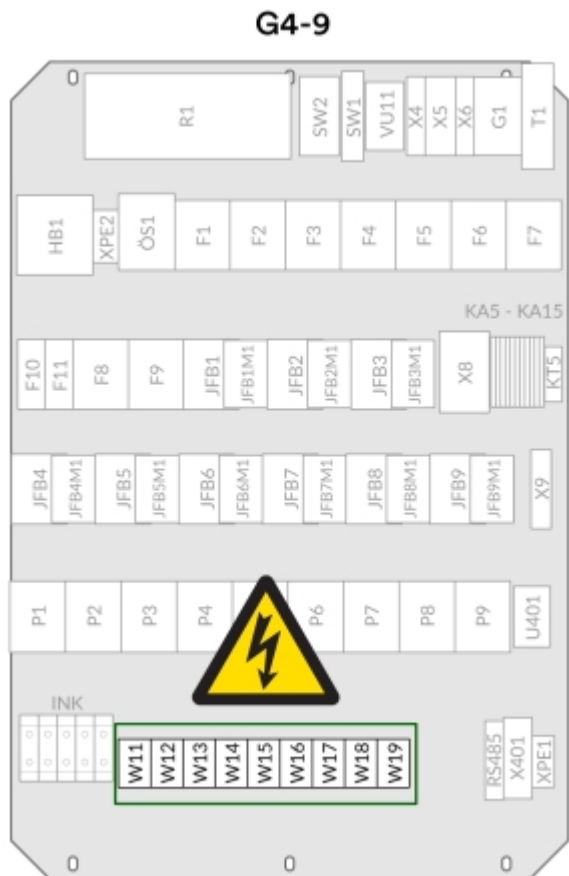 G4-9
R1 SW2 SW1 VU11 X4 X5 X6 G1 T1
HB1 XPE2 ÖS1 F1 F2 F3 F4 F5 F6 F7
KA5 - KA15
F10 F11 F8 F9 JFB1 JFB1M1 JFB2 JFB2M1 JFB3 JFB3M1 X8 KT5
JFB4 JFB4M1 JFB5 JFB5M1 JFB6 JFB6M1 JFB7 JFB7M1 JFB8 JFB8M1 JFB9 JFB9M1 X9
P1 P2 P3 P4 P6 P7 P8 P9 U401
INK
W11 W12 W13 W14 W15 W16 W17 W18 W19 RS485 X401 XPE1